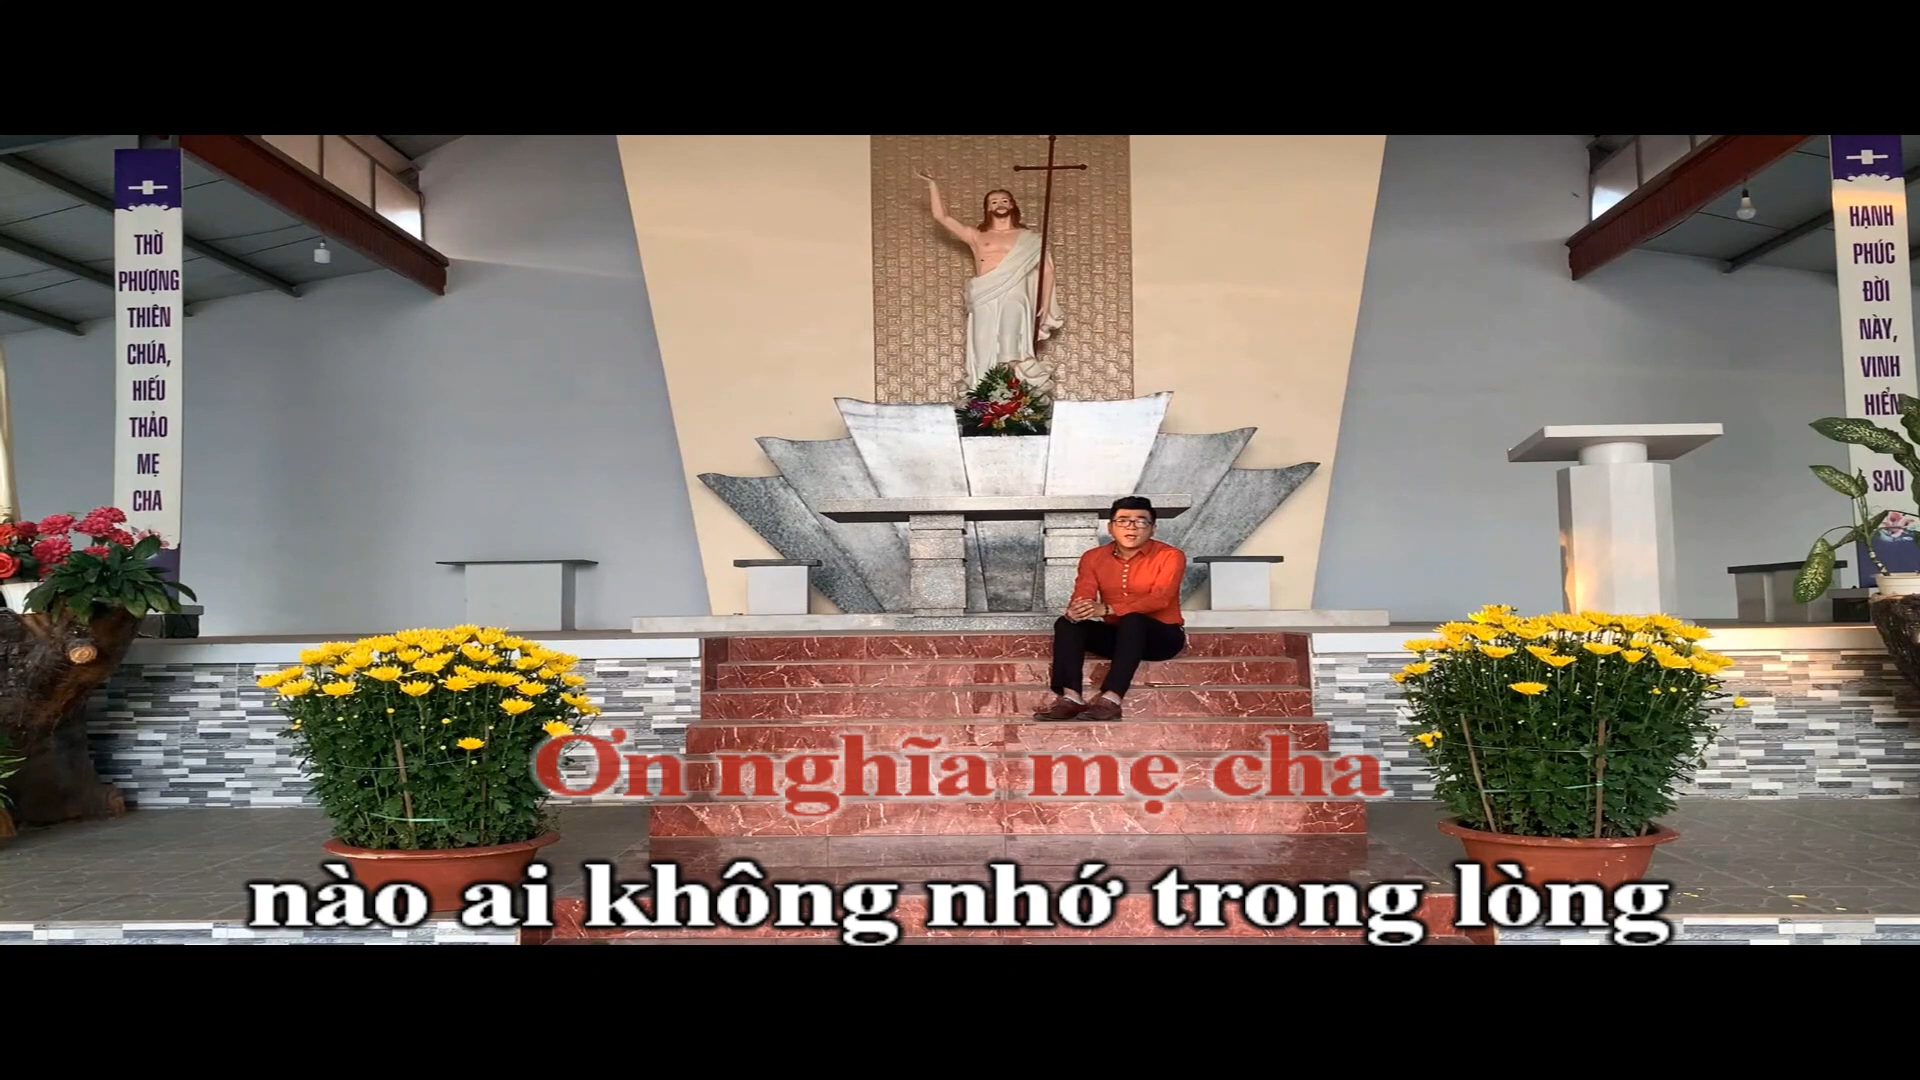 THỜ
PHƯỢNG
THIÊN
CHÚA,
HIẾU
THẢO
MẸ
CHA
HẠNH
PHÚC
ĐỜI
NÀY,
VINH
HIỂN
SAU
Ơn nghĩa mẹ cha
nào ai không nhớ trong lòng